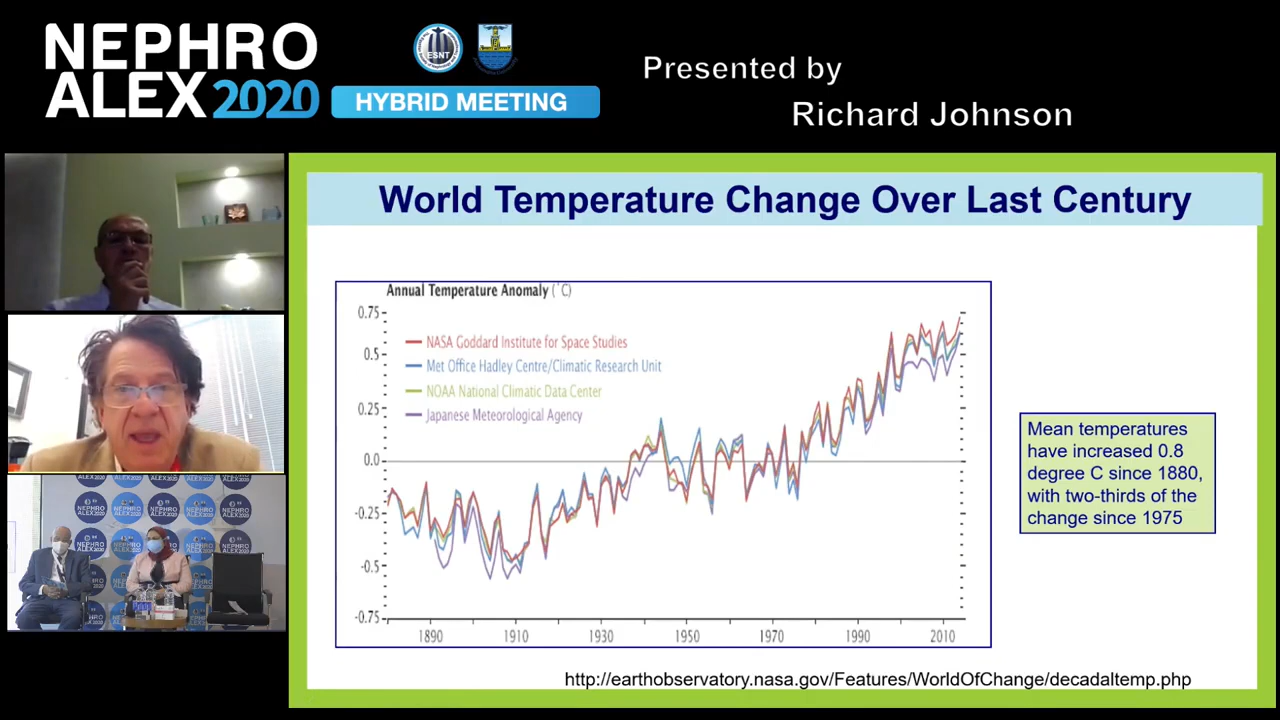 NEPHRO
ALEX2020
ESNT
HYBRID MEETING
Presented by
Richard Johnson
World Temperature Change Over Last Century
Annual Temperature Anomaly (˚C)
0.75
0.5
0.25
0.0
-0.25
-0.5
-0.75
NASA Goddard Institute for Space Studies
Met Office Hadley Centre/Climatic Research Unit
NOAA National Climatic Data Center
Japanese Meteorological Agency
1890 1910 1930 1950 1970 1990 2010
Mean temperatures
have increased 0.8
degree C since 1880,
with two-thirds of the
change since 1975
http://earthobservatory.nasa.gov/Features/WorldOfChange/decadaltemp.php
NEPHRO
ALEX2020